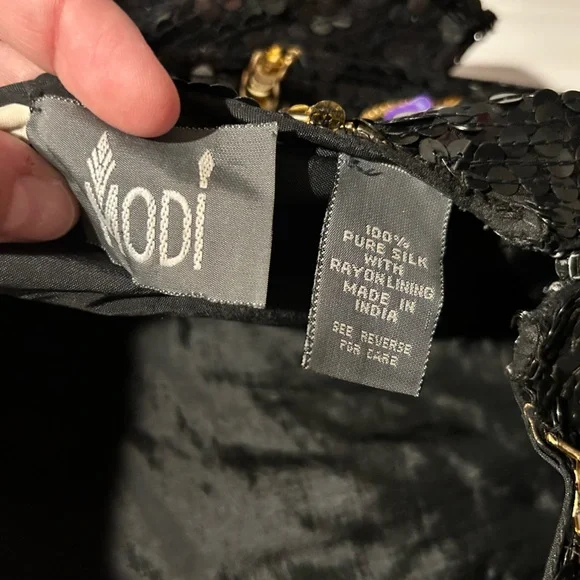 MODi
100%
PURE SILK
WITH
RAYON LINING
MADE IN
INDIA
SEE REVERSE
FOR CARE